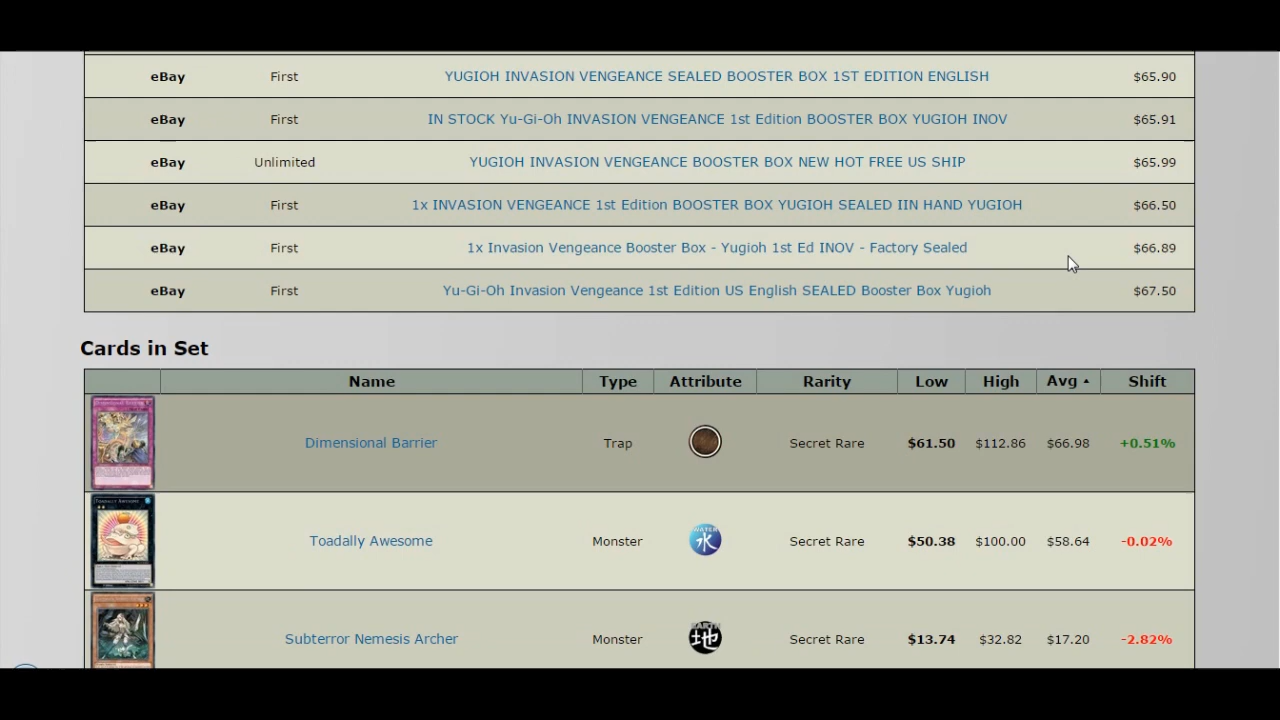 eBay First YUGIOH INVASION VENGEANCE SEALED BOOSTER BOX 1ST EDITION ENGLISH $65.90
eBay First IN STOCK Yu-Gi-Oh INVASION VENGEANCE 1st Edition BOOSTER BOX YUGIOH INOV $65.91
eBay Unlimited YUGIOH INVASION VENGEANCE BOOSTER BOX NEW HOT FREE US SHIP $65.99
eBay First 1x INVASION VENGEANCE 1st Edition BOOSTER BOX YUGIOH SEALED IIN HAND YUGIOH $66.50
eBay First 1x Invasion Vengeance Booster Box - Yugioh 1st Ed INOV - Factory Sealed $66.89
eBay First Yu-Gi-Oh Invasion Vengeance 1st Edition US English SEALED Booster Box Yugioh $67.50
Cards in Set
Name Type Attribute Rarity Low High Avg Shift
Dimensional Barrier Trap Secret Rare $61.50 $112.86 $66.98 +0.51%
Toadally Awesome Monster WATER 水 Secret Rare $50.38 $100.00 $58.64 -0.02%
Subterror Nemesis Archer Monster EARTH 地 Secret Rare $13.74 $32.82 $17.20 -2.82%